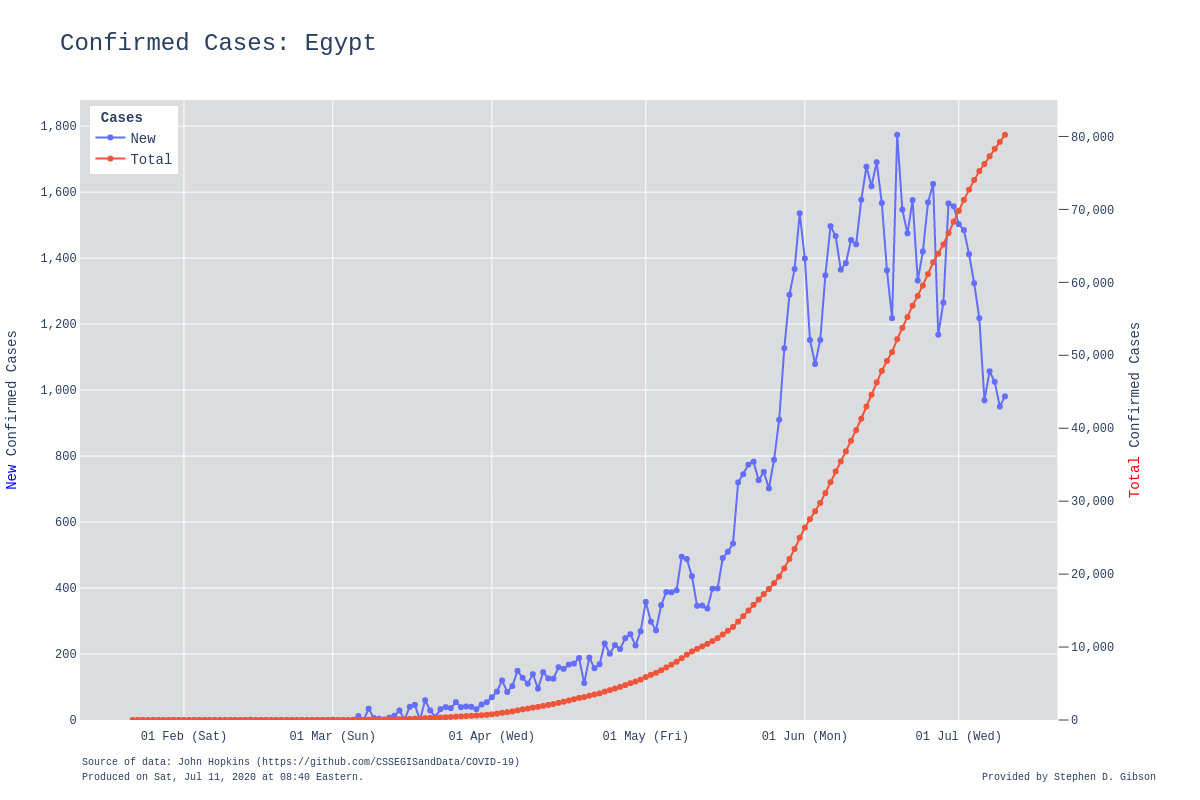 Confirmed Cases: Egypt
Cases
New
Total
1,800
1,600
1,400
1,200
1,000
800
600
400
200
0
80,000
70,000
60,000
50,000
40,000
30,000
20,000
10,000
0
New Confirmed Cases
Total Confirmed Cases
01 Feb (Sat) 01 Mar (Sun) 01 Apr (Wed) 01 May (Fri) 01 Jun (Mon) 01 Jul (Wed)
Source of data: John Hopkins (https://github.com/CSSEGISandData/COVID-19)
Produced on Sat, Jul 11, 2020 at 08:40 Eastern.
Provided by Stephen D. Gibson